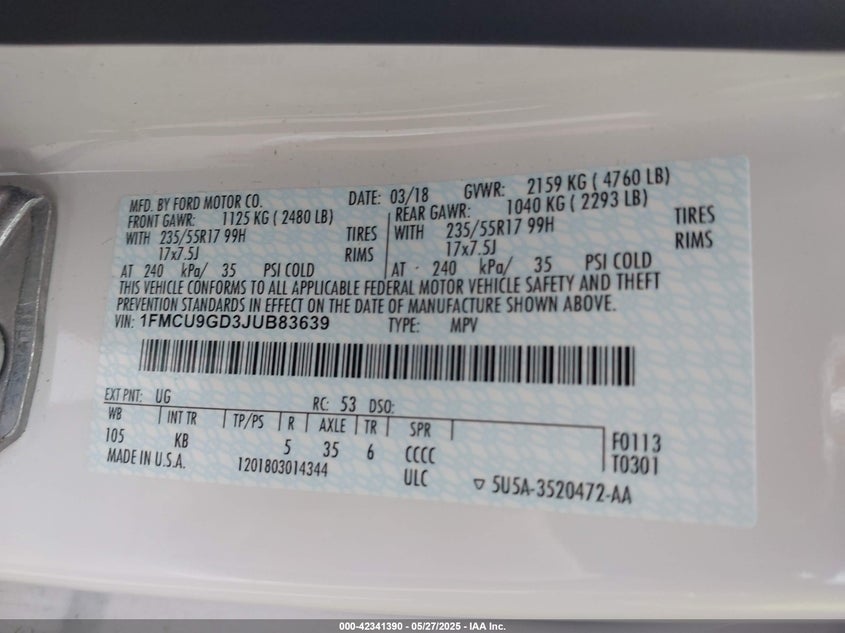 MFD. BY FORD MOTOR CO. DATE: 03/18 GVWR: 2159 KG ( 4760 LB)
FRONT GAWR: 1125 KG ( 2480 LB) REAR GAWR: 1040 KG ( 2293 LB)
WITH 235/55R17 99H TIRES WITH 235/55R17 99H TIRES
17x7.5J RIMS 17x7.5J RIMS
AT 240 kPa/ 35 PSI COLD AT 240 kPa/ 35 PSI COLD
THIS VEHICLE CONFORMS TO ALL APPLICABLE FEDERAL MOTOR VEHICLE SAFETY AND THEFT
PREVENTION STANDARDS IN EFFECT ON THE DATE OF MANUFACTURE SHOWN ABOVE.
VIN: 1FMCU9GD3JUB83639 TYPE: MPV
EXT PNT: UG RC: 53 DSO:
WB INT TR TP/PS R AXLE TR SPR F0113
105 KB 5 35 6 CCCC T0301
MADE IN U.S.A. 1201803014344 ULC ▽ 5U5A-3520472-AA
000-42341390 - 05/27/2025 - IAA Inc.